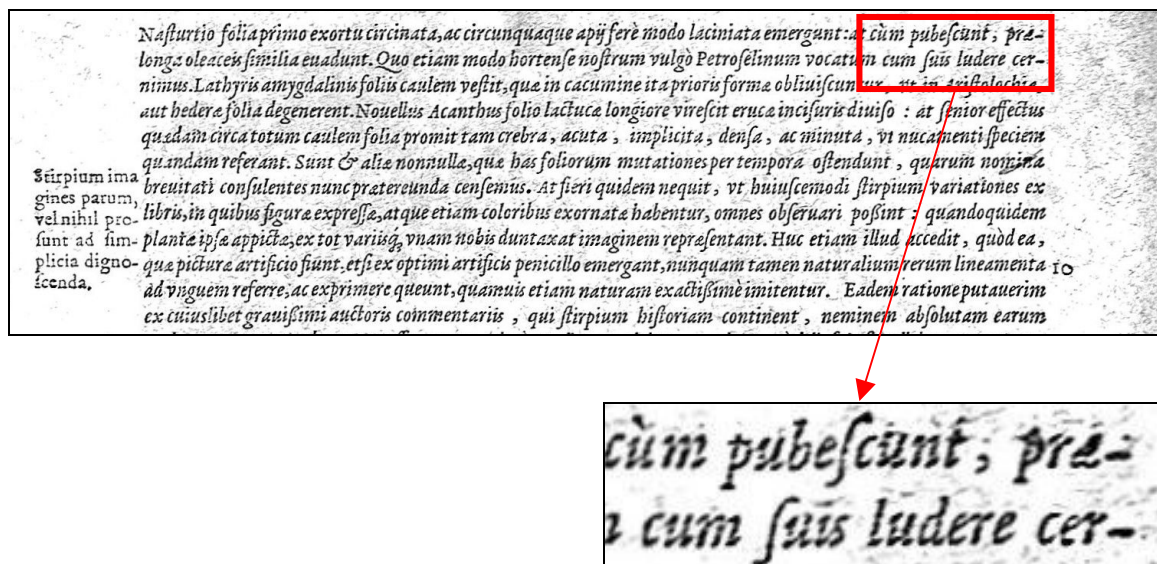 Naſturtio folia primo exortu circinata, ac circunquaque apij ferè modo laciniata emergunt: at cùm pubeſcunt, præ-
longa oleaceis ſimilia euadunt. Quo etiam modo hortenſe noſtrum vulgò Petroſelinum vocatum cum ſuis ludere cer-
nimus. Lathyris amygdalinis foliis caulem veſtit, quæ in cacumine ita prioris formæ obliuiſcuntur, vt in ariſtolochiæ
aut hederæ folia degenerent. Nouellus Acanthus folio lactucæ longiore vireſcit erucæ inciſuris diuiſo : at ſenior effectus
quædam circa totum caulem folia promit tam crebra, acuta, implicita, denſa, ac minuta, vt nucamenti ſpeciem
quandam referant. Sunt & aliæ nonnullæ, quæ has foliorum mutationes per tempora oſtendunt, quarum nomina
breuitati conſulentes nunc prætereunda cenſemus. At fieri quidem nequit, vt huiuſcemodi ſtirpium variationes ex
libris, in quibus figuræ expreſſæ, atque etiam coloribus exornatæ habentur, omnes obſeruari poßint : quandoquidem
plantæ ipſæ appictæ, ex tot variisq́, vnam nobis duntaxat imaginem repræſentant. Huc etiam illud accedit, quòd ea,
quæ picturæ artificio fiunt, etſi ex optimi artificis penicillo emergant, nunquam tamen naturalium rerum lineamenta
ad vnguem referre, ac exprimere queunt, quamuis etiam naturam exactißimè imitentur. Eadem ratione putauerim
ex cuiuslibet grauißimi auctoris commentariis, qui ſtirpium hiſtoriam continent, neminem abſolutam earum
Stirpium ima
gines parum,
vel nihil pro-
ſunt ad ſim-
plicia digno-
ſcenda.
10
cùm pubeſcunt, præ-
cum ſuis ludere cer-